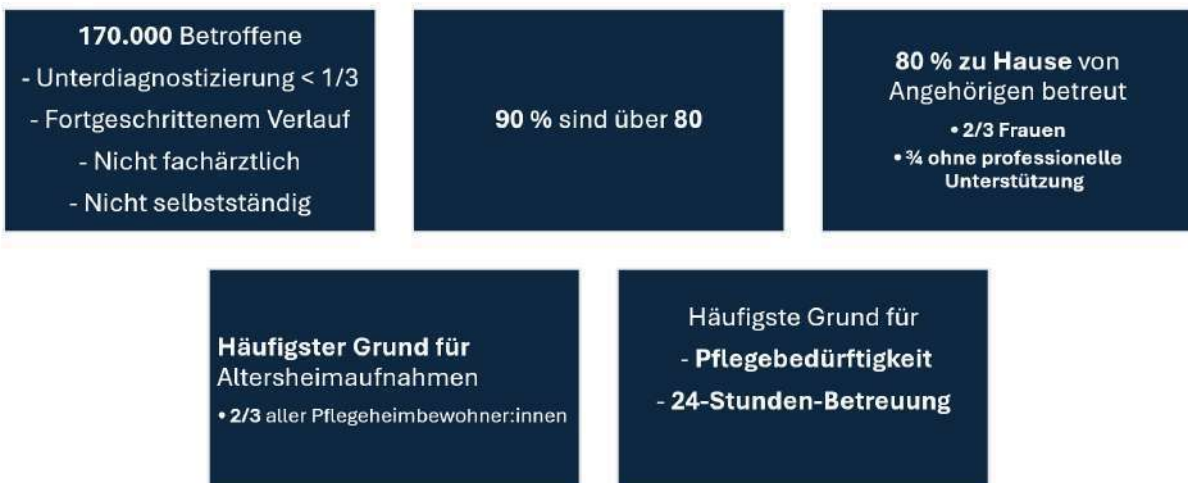 170.000 Betroffene
- Unterdiagnostizierung < 1/3
- Fortgeschrittenem Verlauf
- Nicht fachärztlich
- Nicht selbstständig
90 % sind über 80
80 % zu Hause von
Angehörigen betreut
• 2/3 Frauen
• ¾ ohne professionelle
Unterstützung
Häufigster Grund für
Altersheimaufnahmen
• 2/3 aller Pflegeheimbewohner:innen
Häufigste Grund für
- Pflegebedürftigkeit
- 24-Stunden-Betreuung